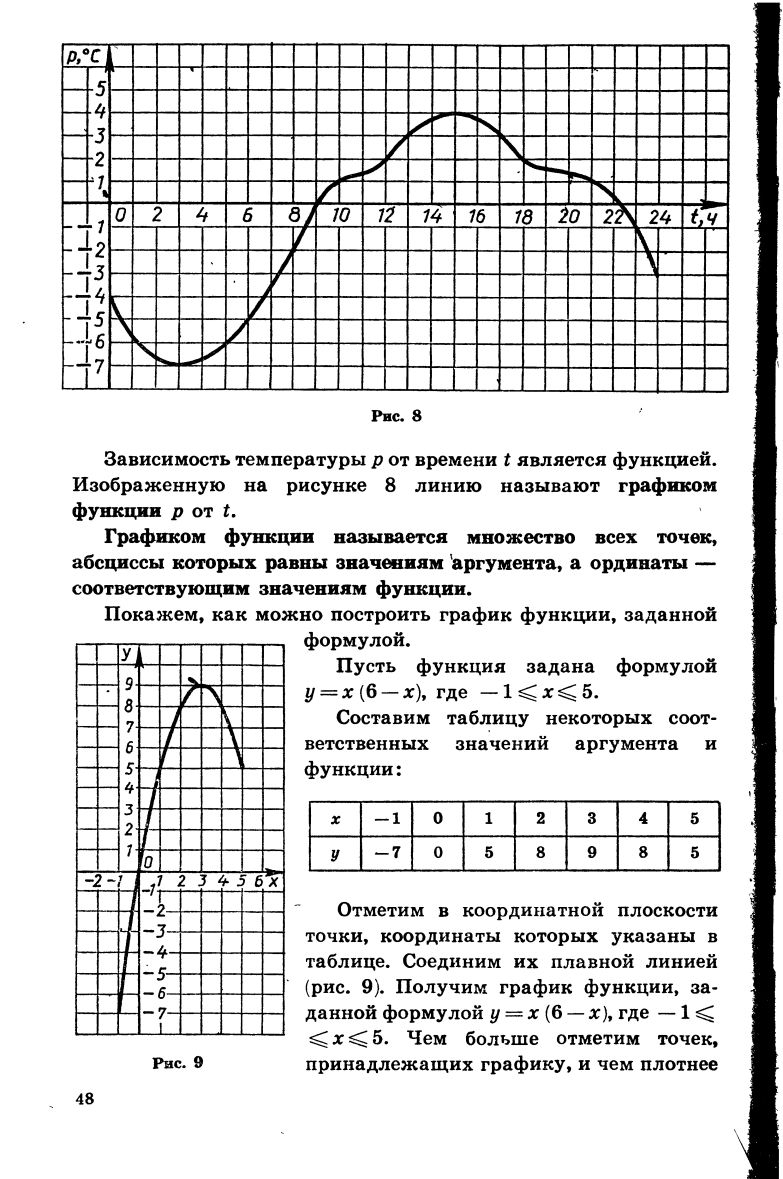 p,°C
5
4
3
2
1
0 2 4 6 8 10 12 14 16 18 20 22 24 t,ч
-1
-2
-3
-4
-5
-6
-7
Рис. 8
Зависимость температуры p от времени t является функцией.
Изображенную на рисунке 8 линию называют графиком
функции p от t.
Графиком функции называется множество всех точек,
абсциссы которых равны значениям аргумента, а ординаты —
соответствующим значениям функции.
Покажем, как можно построить график функции, заданной
формулой.
Пусть функция задана формулой
y = x (6 — x), где — 1 ⩽ x ⩽ 5.
Составим таблицу некоторых соот-
ветственных значений аргумента и
функции:
x —1 0 1 2 3 4 5
y —7 0 5 8 9 8 5
Отметим в координатной плоскости
точки, координаты которых указаны в
таблице. Соединим их плавной линией
(рис. 9). Получим график функции, за-
данной формулой y = x (6 — x), где — 1 ⩽
⩽ x ⩽ 5. Чем больше отметим точек,
принадлежащих графику, и чем плотнее
y
9
8
7
6
5
4
3
2
1
0
-2 -1 1 2 3 4 5 6 x
-1
-2
-3
-4
-5
-6
-7
Рис. 9
48